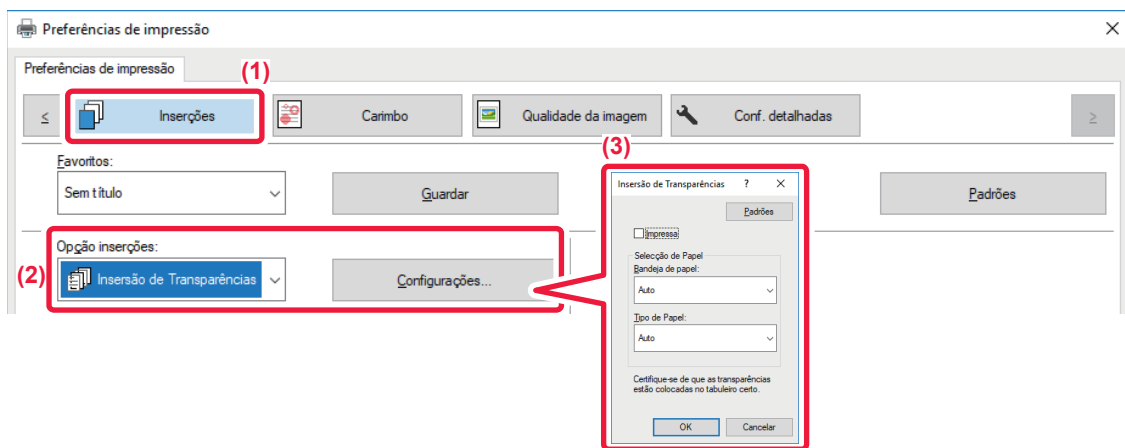 Preferências de impressão
Preferências de impressão
(1)
<
Inserções
Carimbo
Qualidade da imagem
Conf. detalhadas
>
Favoritos:
Sem título
Guardar
Padrões
Opção inserções:
(2)
Insersão de Transparências
Configurações...
(3)
Insersão de Transparências ?
Padrões
Impressa
Selecção de Papel
Bandeja de papel:
Auto
Tipo de Papel:
Auto
Certifique-se de que as transparências
estão colocadas no tabuleiro certo.
OK
Cancelar